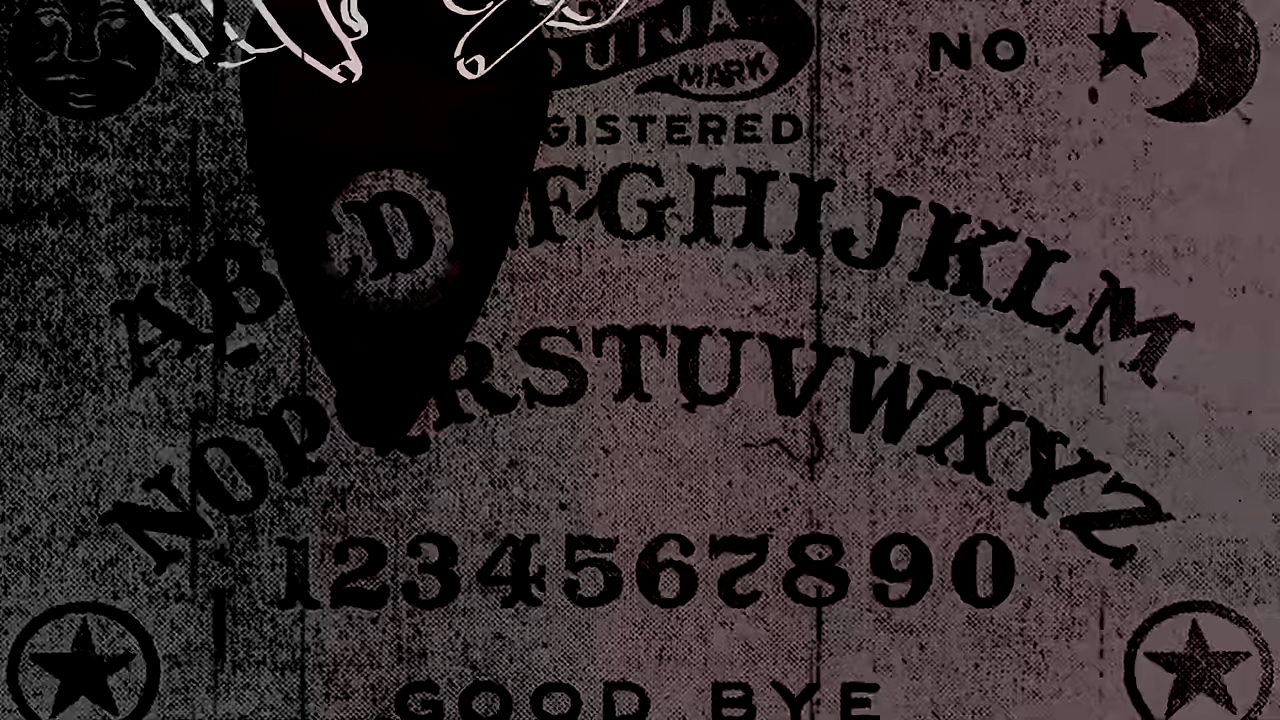 OUIJA
NO
MARK
GISTERED
AB D FGHIJKLM
NOP RSTUVWXYZ
1234567890
GOOD BYE